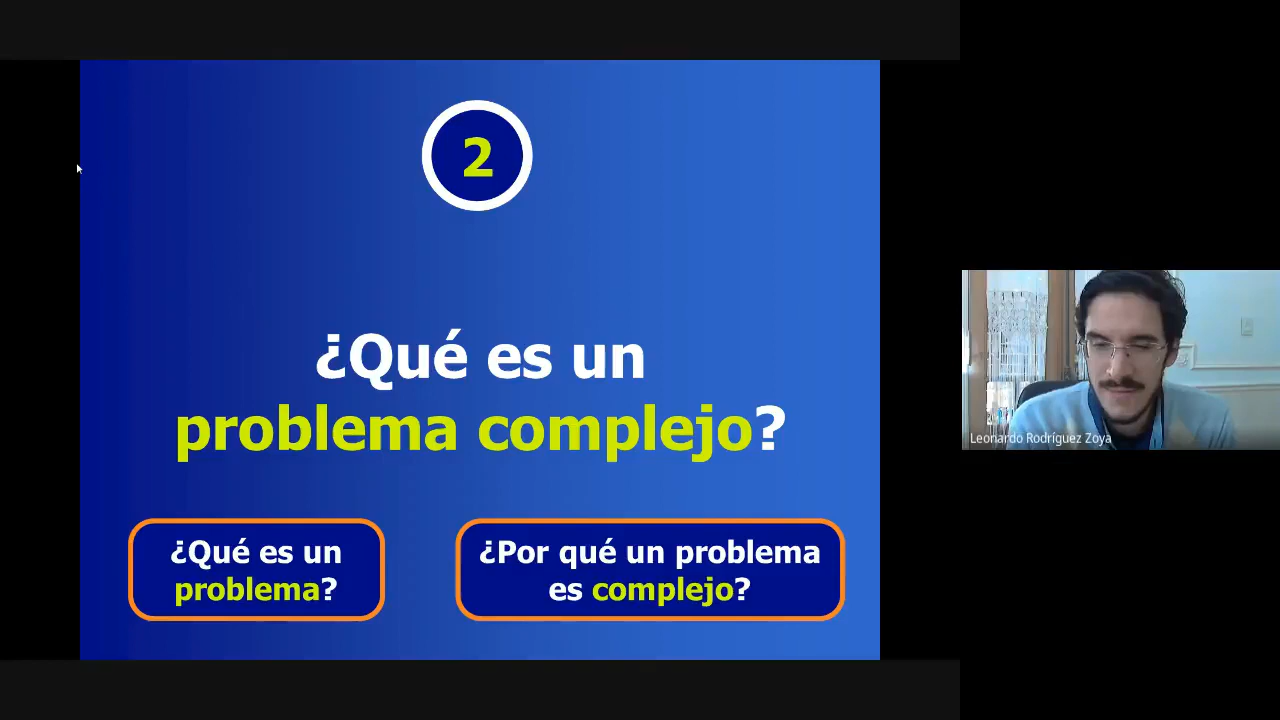 2
¿Qué es un
problema complejo?
¿Qué es un
problema?
¿Por qué un problema
es complejo?
Leonardo Rodríguez Zoya